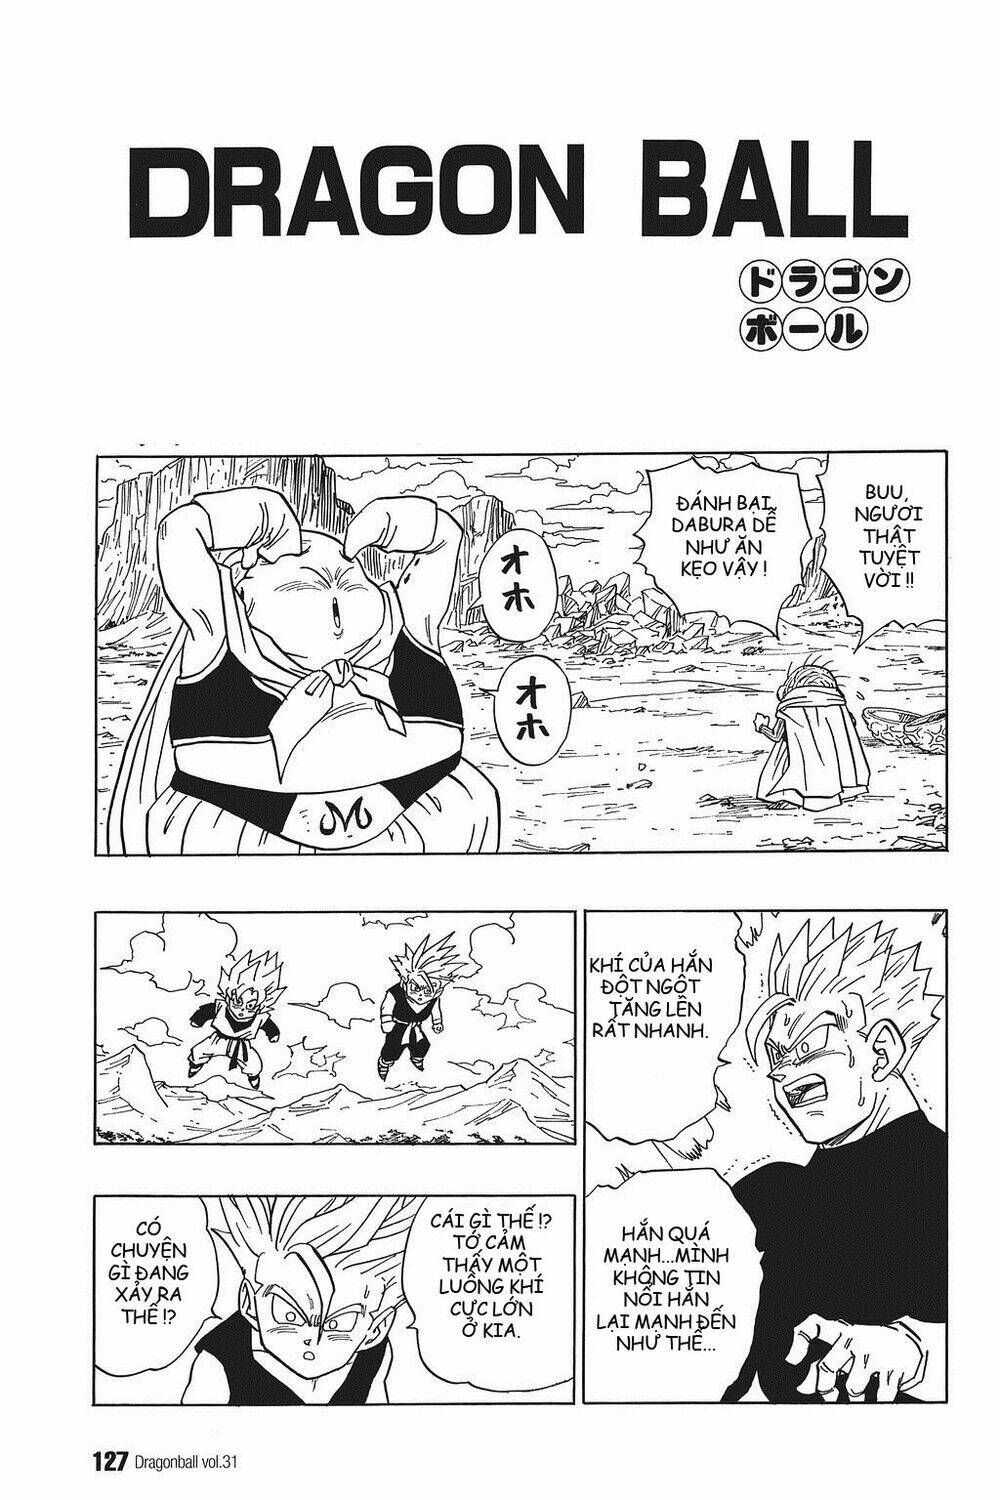 DRAGON BALL
ドラゴン
ボール
BUU,
NGƯƠI
THẬT
TUYỆT
VỜI !!
ĐÁNH BẠI
DABURA DỄ
NHƯ ĂN
KẸO VẬY !
オホ
オホ
KHÍ CỦA HẮN
ĐỘT NGỘT
TĂNG LÊN
RẤT NHANH.
HẮN QUÁ
MẠNH...MÌNH
KHÔNG TIN
NỔI HẮN
LẠI MẠNH ĐẾN
NHƯ THẾ...
CÁI GÌ THẾ !?
TỚ CẢM
THẤY MỘT
LUỒNG KHÍ
CỰC LỚN
Ở KIA.
CÓ
CHUYỆN
GÌ ĐANG
XẢY RA
THẾ !?
127 Dragonball vol.31